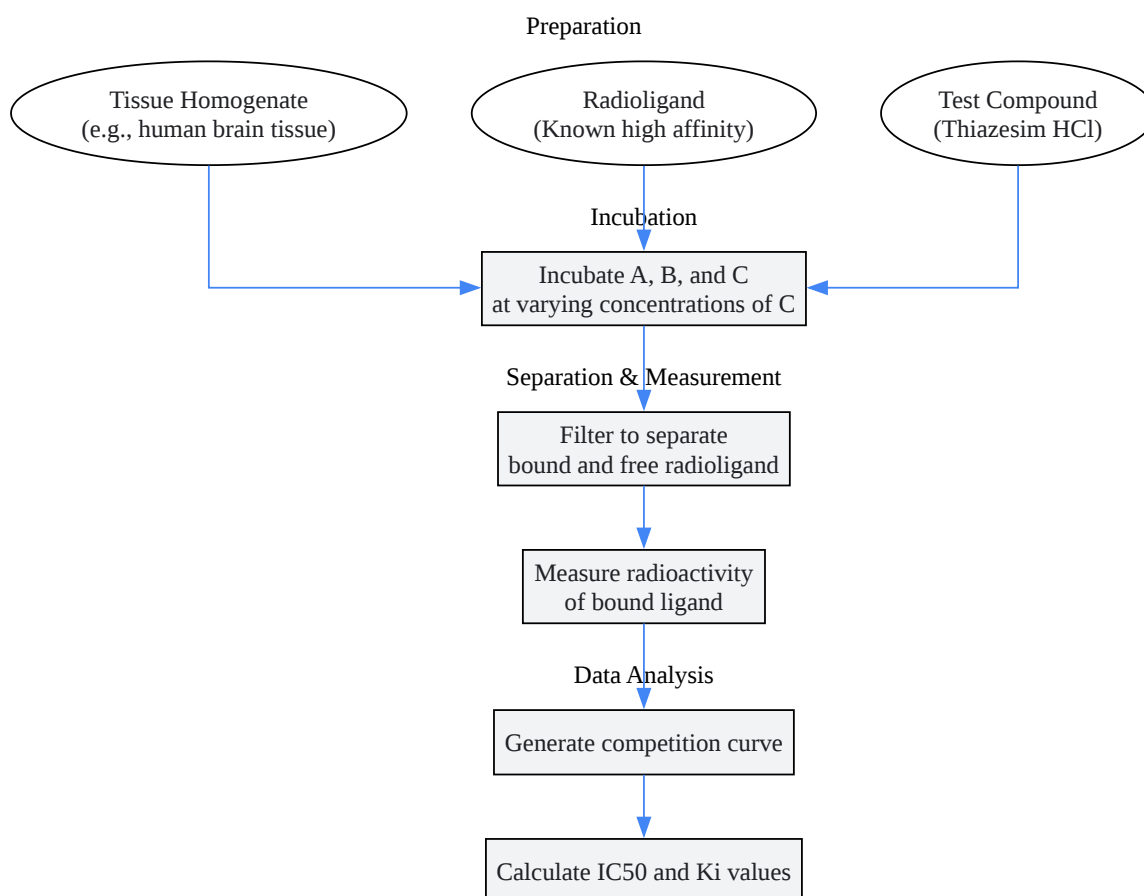 Preparation
Tissue Homogenate
(e.g., human brain tissue)
Radioligand
(Known high affinity)
Test Compound
(Thiazesim HCl)
Incubation
Incubate A, B, and C
at varying concentrations of C
Separation & Measurement
Filter to separate
bound and free radioligand
Measure radioactivity
of bound ligand
Data Analysis
Generate competition curve
Calculate IC50 and Ki values